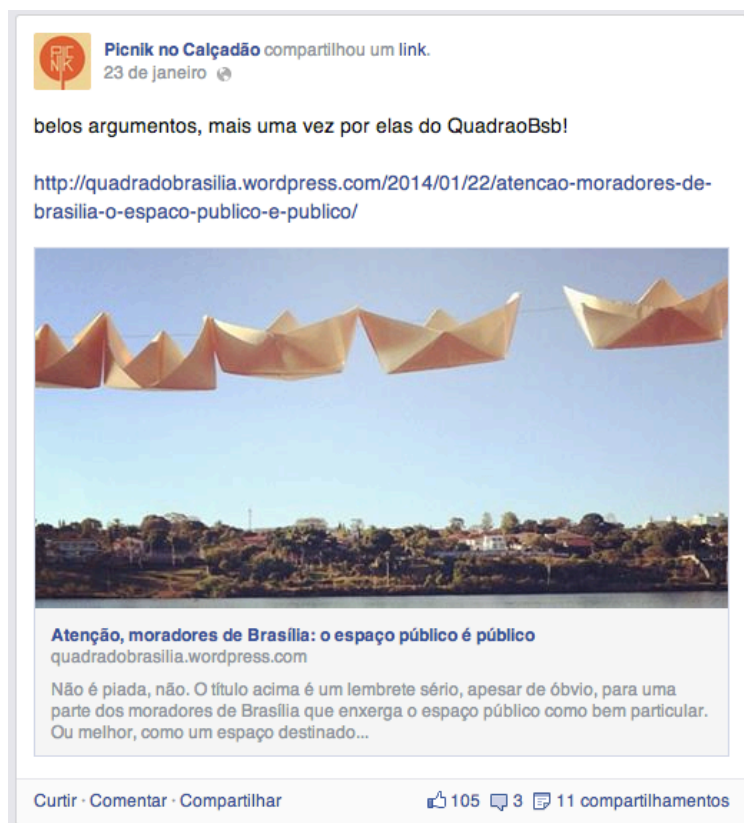 PIC
NIK
Picnik no Calçadão compartilhou um link.
23 de janeiro
belos argumentos, mais uma vez por elas do QuadraoBsb!
http://quadradobrasilia.wordpress.com/2014/01/22/atencao-moradores-de-
brasilia-o-espaco-publico-e-publico/
Atenção, moradores de Brasília: o espaço público é público
quadradobrasilia.wordpress.com
Não é piada, não. O título acima é um lembrete sério, apesar de óbvio, para uma
parte dos moradores de Brasília que enxerga o espaço público como bem particular.
Ou melhor, como um espaço destinado...
Curtir · Comentar · Compartilhar 105 3 11 compartilhamentos